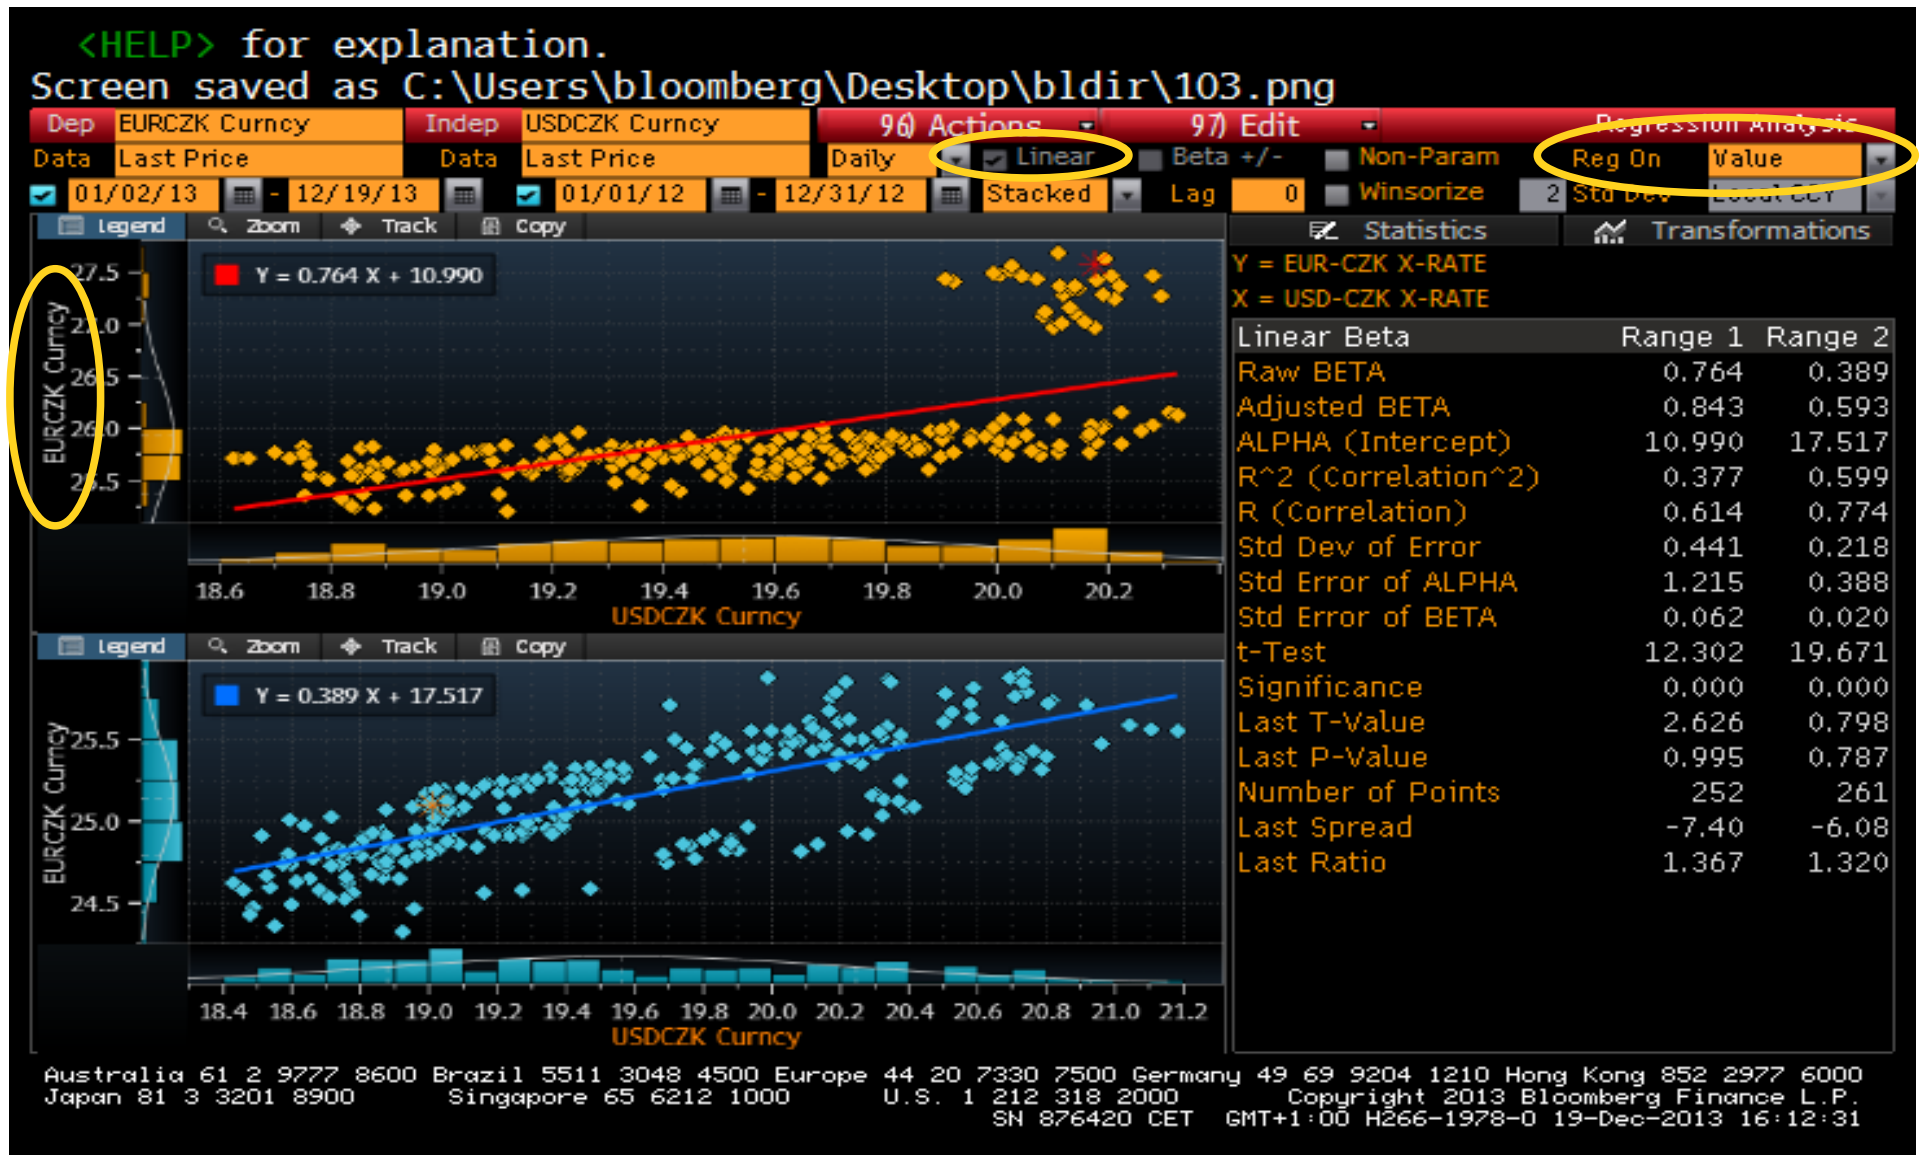 <HELP> for explanation.
Screen saved as C:\Users\bloomberg\Desktop\bldir\103.png
Dep EURCZK Curncy Indep USDCZK Curncy 96) Actions 97) Edit Regression Analysis
Data Last Price Data Last Price Daily Linear Beta +/- Non-Param Reg On Value
01/02/13 - 12/19/13 01/01/12 - 12/31/12 Stacked Lag 0 Winsorize 2 Std Dev Local CCY
Legend Zoom Track Copy
Statistics Transformations
Y = 0.764 X + 10.990
EURCZK Curncy
27.5
27.0
26.5
26.0
25.5
18.6 18.8 19.0 19.2 19.4 19.6 19.8 20.0 20.2
USDCZK Curncy
Legend Zoom Track Copy
Y = 0.389 X + 17.517
EURCZK Curncy
25.5
25.0
24.5
18.4 18.6 18.8 19.0 19.2 19.4 19.6 19.8 20.0 20.2 20.4 20.6 20.8 21.0 21.2
USDCZK Curncy
Y = EUR-CZK X-RATE
X = USD-CZK X-RATE
Linear Beta Range 1 Range 2
Raw BETA 0.764 0.389
Adjusted BETA 0.843 0.593
ALPHA (Intercept) 10.990 17.517
R^2 (Correlation^2) 0.377 0.599
R (Correlation) 0.614 0.774
Std Dev of Error 0.441 0.218
Std Error of ALPHA 1.215 0.388
Std Error of BETA 0.062 0.020
t-Test 12.302 19.671
Significance 0.000 0.000
Last T-Value 2.626 0.798
Last P-Value 0.995 0.787
Number of Points 252 261
Last Spread -7.40 -6.08
Last Ratio 1.367 1.320
Australia 61 2 9777 8600 Brazil 5511 3048 4500 Europe 44 20 7330 7500 Germany 49 69 9204 1210 Hong Kong 852 2977 6000
Japan 81 3 3201 8900 Singapore 65 6212 1000 U.S. 1 212 318 2000 Copyright 2013 Bloomberg Finance L.P.
SN 876420 CET GMT+1:00 H266-1978-0 19-Dec-2013 16:12:31